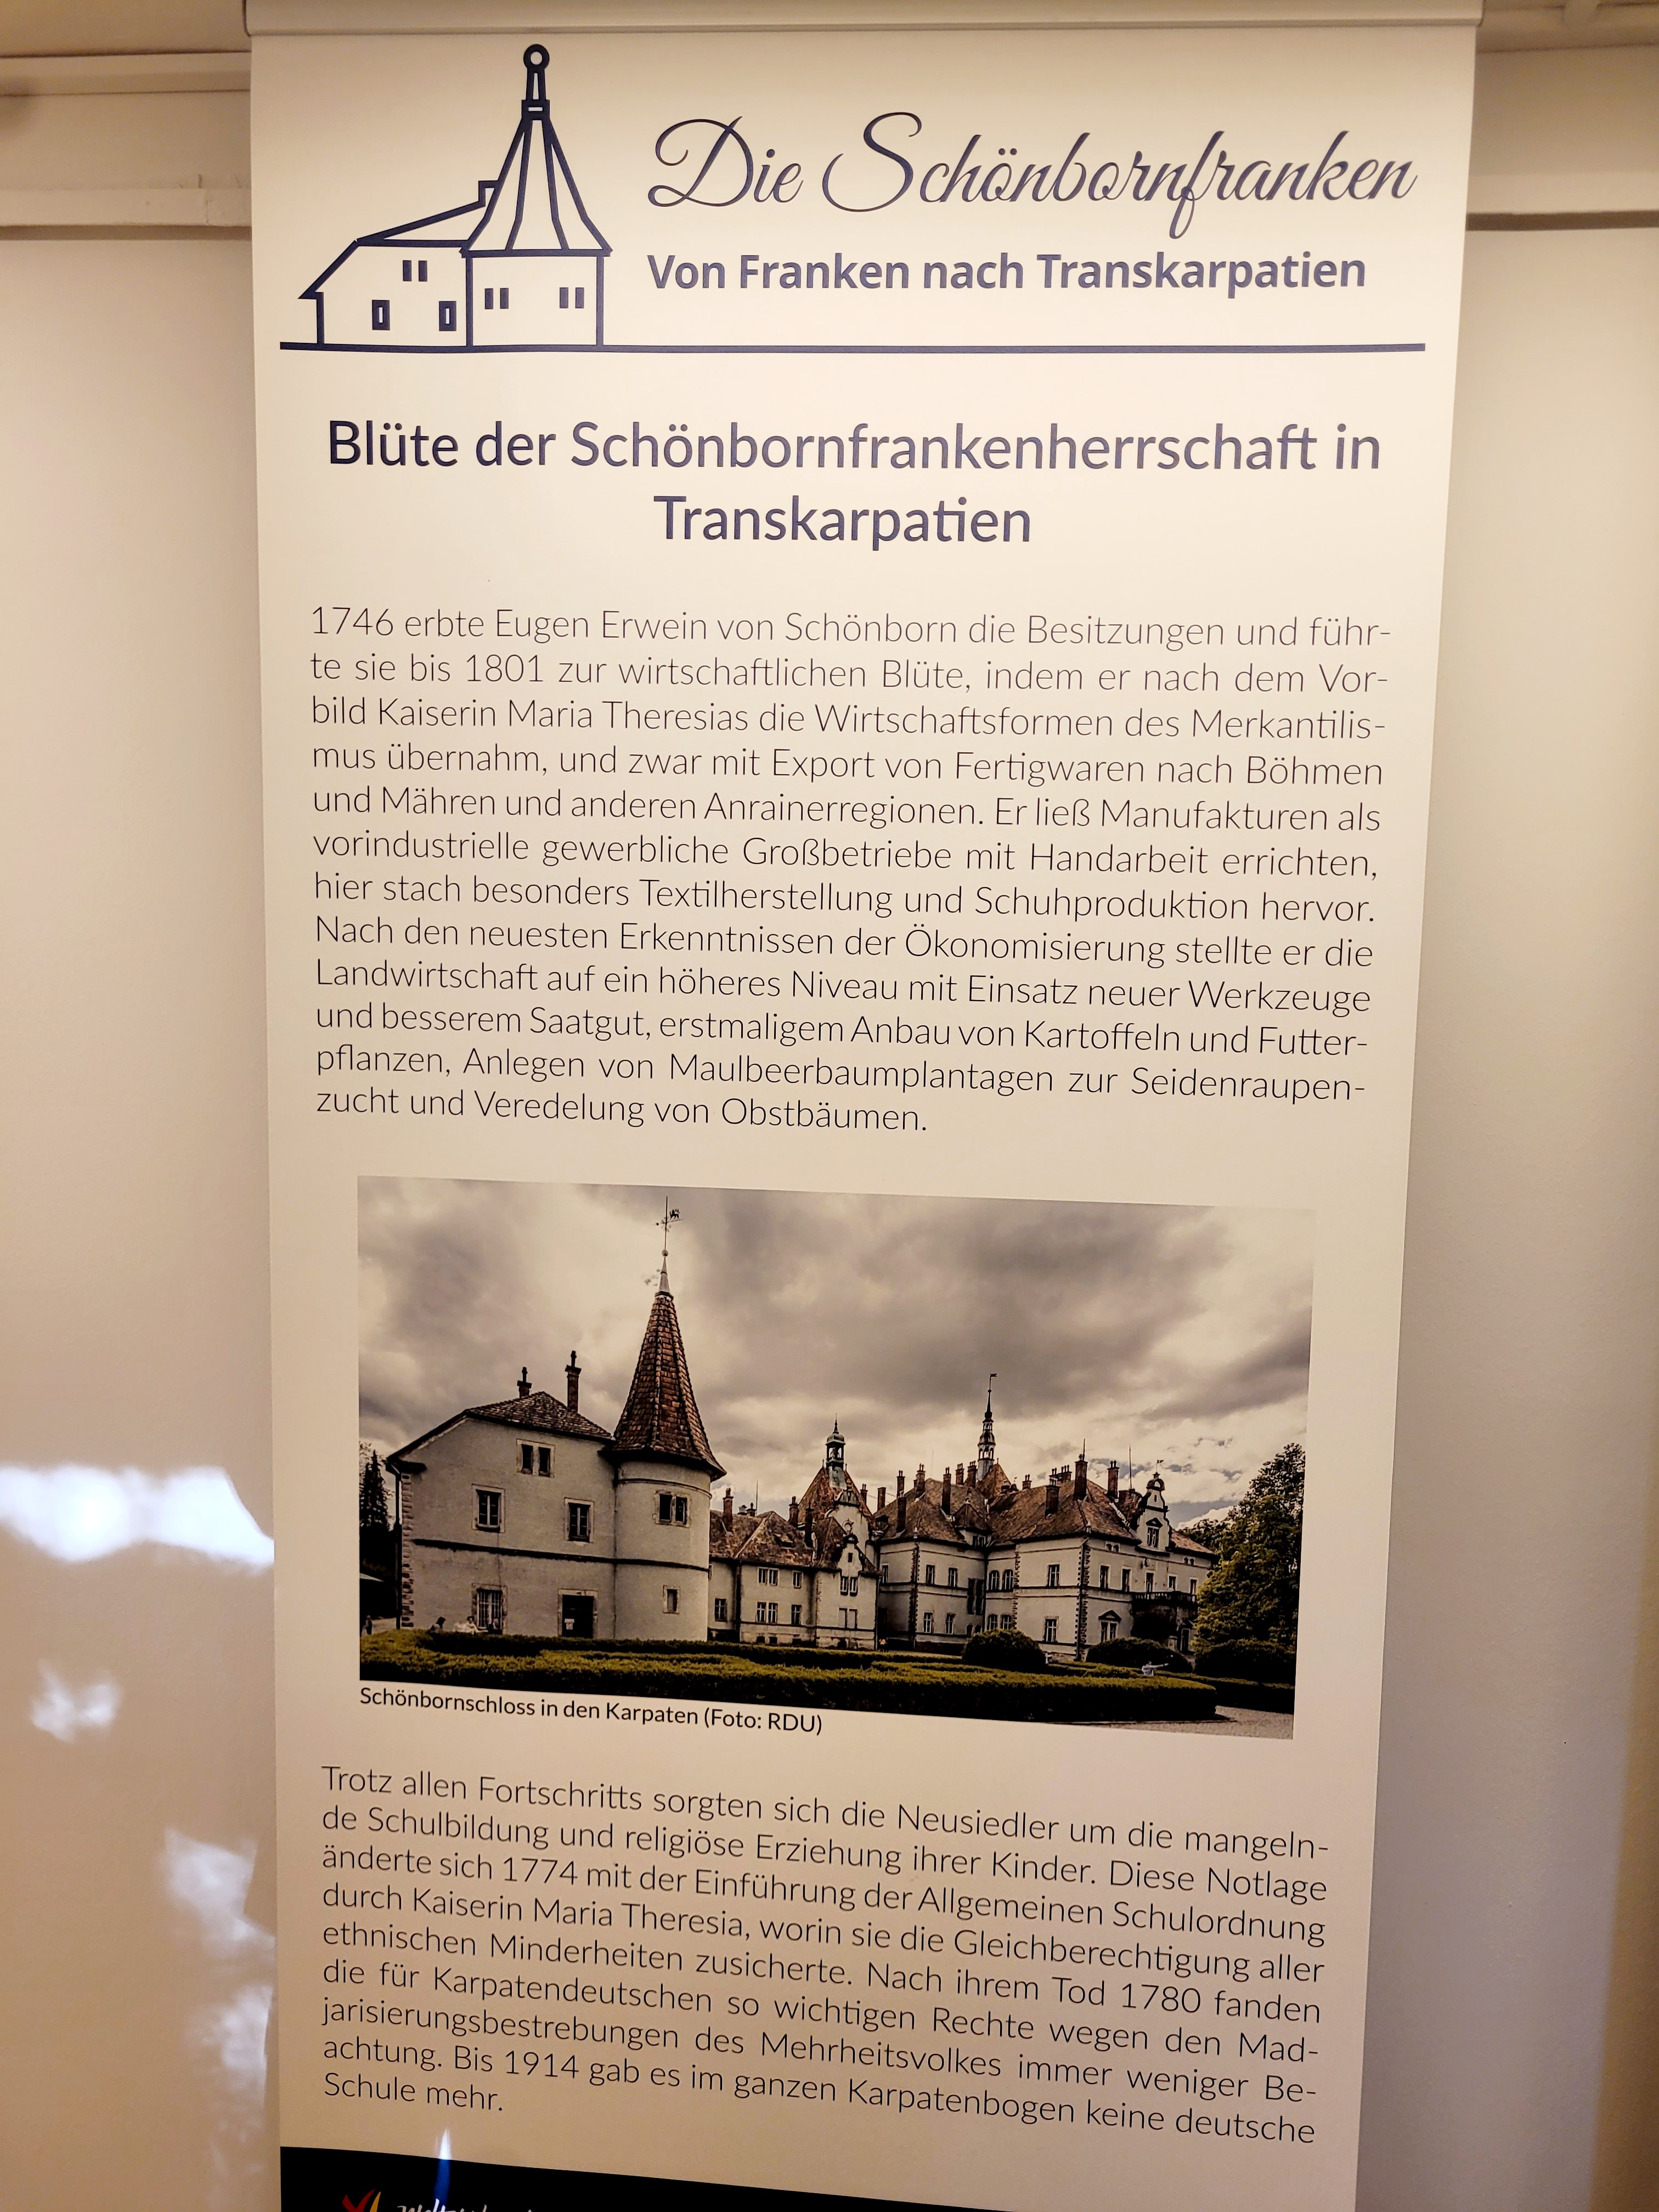 Die Schönbornfranken
Von Franken nach Transkarpatien
Blüte der Schönbornfrankenherrschaft in
Transkarpatien
1746 erbte Eugen Erwein von Schönborn die Besitzungen und führ-
te sie bis 1801 zur wirtschaftlichen Blüte, indem er nach dem Vor-
bild Kaiserin Maria Theresias die Wirtschaftsformen des Merkantilis-
mus übernahm, und zwar mit Export von Fertigwaren nach Böhmen
und Mähren und anderen Anrainerregionen. Er ließ Manufakturen als
vorindustrielle gewerbliche Großbetriebe mit Handarbeit errichten,
hier stach besonders Textilherstellung und Schuhproduktion hervor.
Nach den neuesten Erkenntnissen der Ökonomisierung stellte er die
Landwirtschaft auf ein höheres Niveau mit Einsatz neuer Werkzeuge
und besserem Saatgut, erstmaligem Anbau von Kartoffeln und Futter-
pflanzen, Anlegen von Maulbeerbaumplantagen zur Seidenraupen-
zucht und Veredelung von Obstbäumen.
Schönbornschloss in den Karpaten (Foto: RDU)
Trotz allen Fortschritts sorgten sich die Neusiedler um die mangeln-
de Schulbildung und religiöse Erziehung ihrer Kinder. Diese Notlage
änderte sich 1774 mit der Einführung der Allgemeinen Schulordnung
durch Kaiserin Maria Theresia, worin sie die Gleichberechtigung aller
ethnischen Minderheiten zusicherte. Nach ihrem Tod 1780 fanden
die für Karpatendeutschen so wichtigen Rechte wegen den Mad-
jarisierungsbestrebungen des Mehrheitsvolkes immer weniger Be-
achtung. Bis 1914 gab es im ganzen Karpatenbogen keine deutsche
Schule mehr.